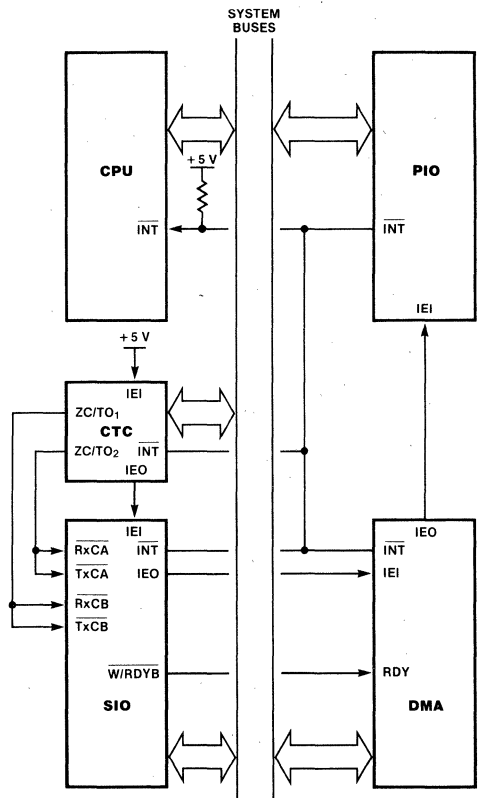 SYSTEM
BUSES
CPU
+5 V
INT
PIO
INT
IEI
+5 V
IEI
ZC/TO1
CTC
ZC/TO2
INT
IEO
IEI
RxCA
INT
TxCA
IEO
RxCB
TxCB
W/RDYB
SIO
IEO
INT
IEI
RDY
DMA